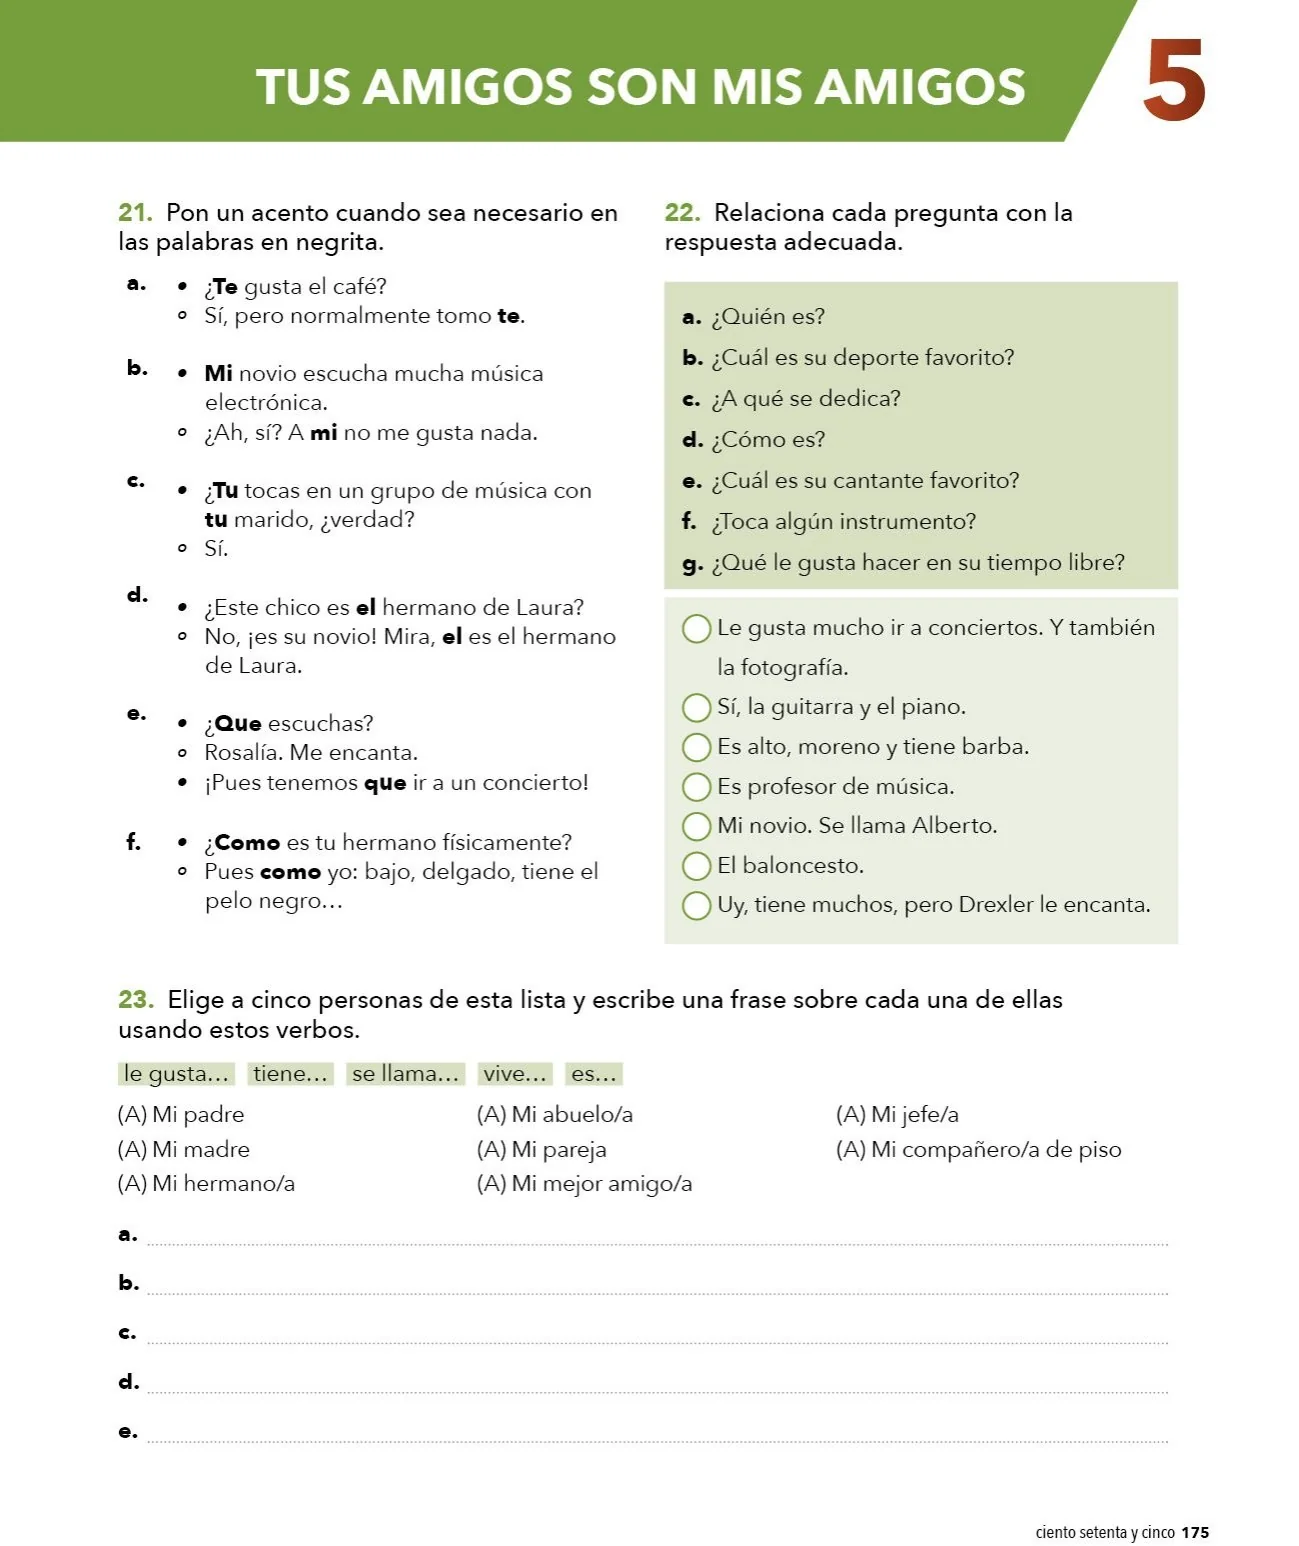 TUS AMIGOS SON MIS AMIGOS
5
21. Pon un acento cuando sea necesario en
las palabras en negrita.
a. • ¿Te gusta el café?
◦ Sí, pero normalmente tomo te.
b. • Mi novio escucha mucha música
electrónica.
◦ ¿Ah, sí? A mi no me gusta nada.
c. • ¿Tu tocas en un grupo de música con
tu marido, ¿verdad?
◦ Sí.
d. • ¿Este chico es el hermano de Laura?
◦ No, ¡es su novio! Mira, el es el hermano
de Laura.
e. • ¿Que escuchas?
◦ Rosalía. Me encanta.
• ¡Pues tenemos que ir a un concierto!
f. • ¿Como es tu hermano físicamente?
◦ Pues como yo: bajo, delgado, tiene el
pelo negro…
22. Relaciona cada pregunta con la
respuesta adecuada.
a. ¿Quién es?
b. ¿Cuál es su deporte favorito?
c. ¿A qué se dedica?
d. ¿Cómo es?
e. ¿Cuál es su cantante favorito?
f. ¿Toca algún instrumento?
g. ¿Qué le gusta hacer en su tiempo libre?
Le gusta mucho ir a conciertos. Y también
la fotografía.
Sí, la guitarra y el piano.
Es alto, moreno y tiene barba.
Es profesor de música.
Mi novio. Se llama Alberto.
El baloncesto.
Uy, tiene muchos, pero Drexler le encanta.
23. Elige a cinco personas de esta lista y escribe una frase sobre cada una de ellas
usando estos verbos.
le gusta… tiene… se llama… vive… es…
(A) Mi padre (A) Mi abuelo/a (A) Mi jefe/a
(A) Mi madre (A) Mi pareja (A) Mi compañero/a de piso
(A) Mi hermano/a (A) Mi mejor amigo/a
a.
b.
c.
d.
e.
ciento setenta y cinco 175